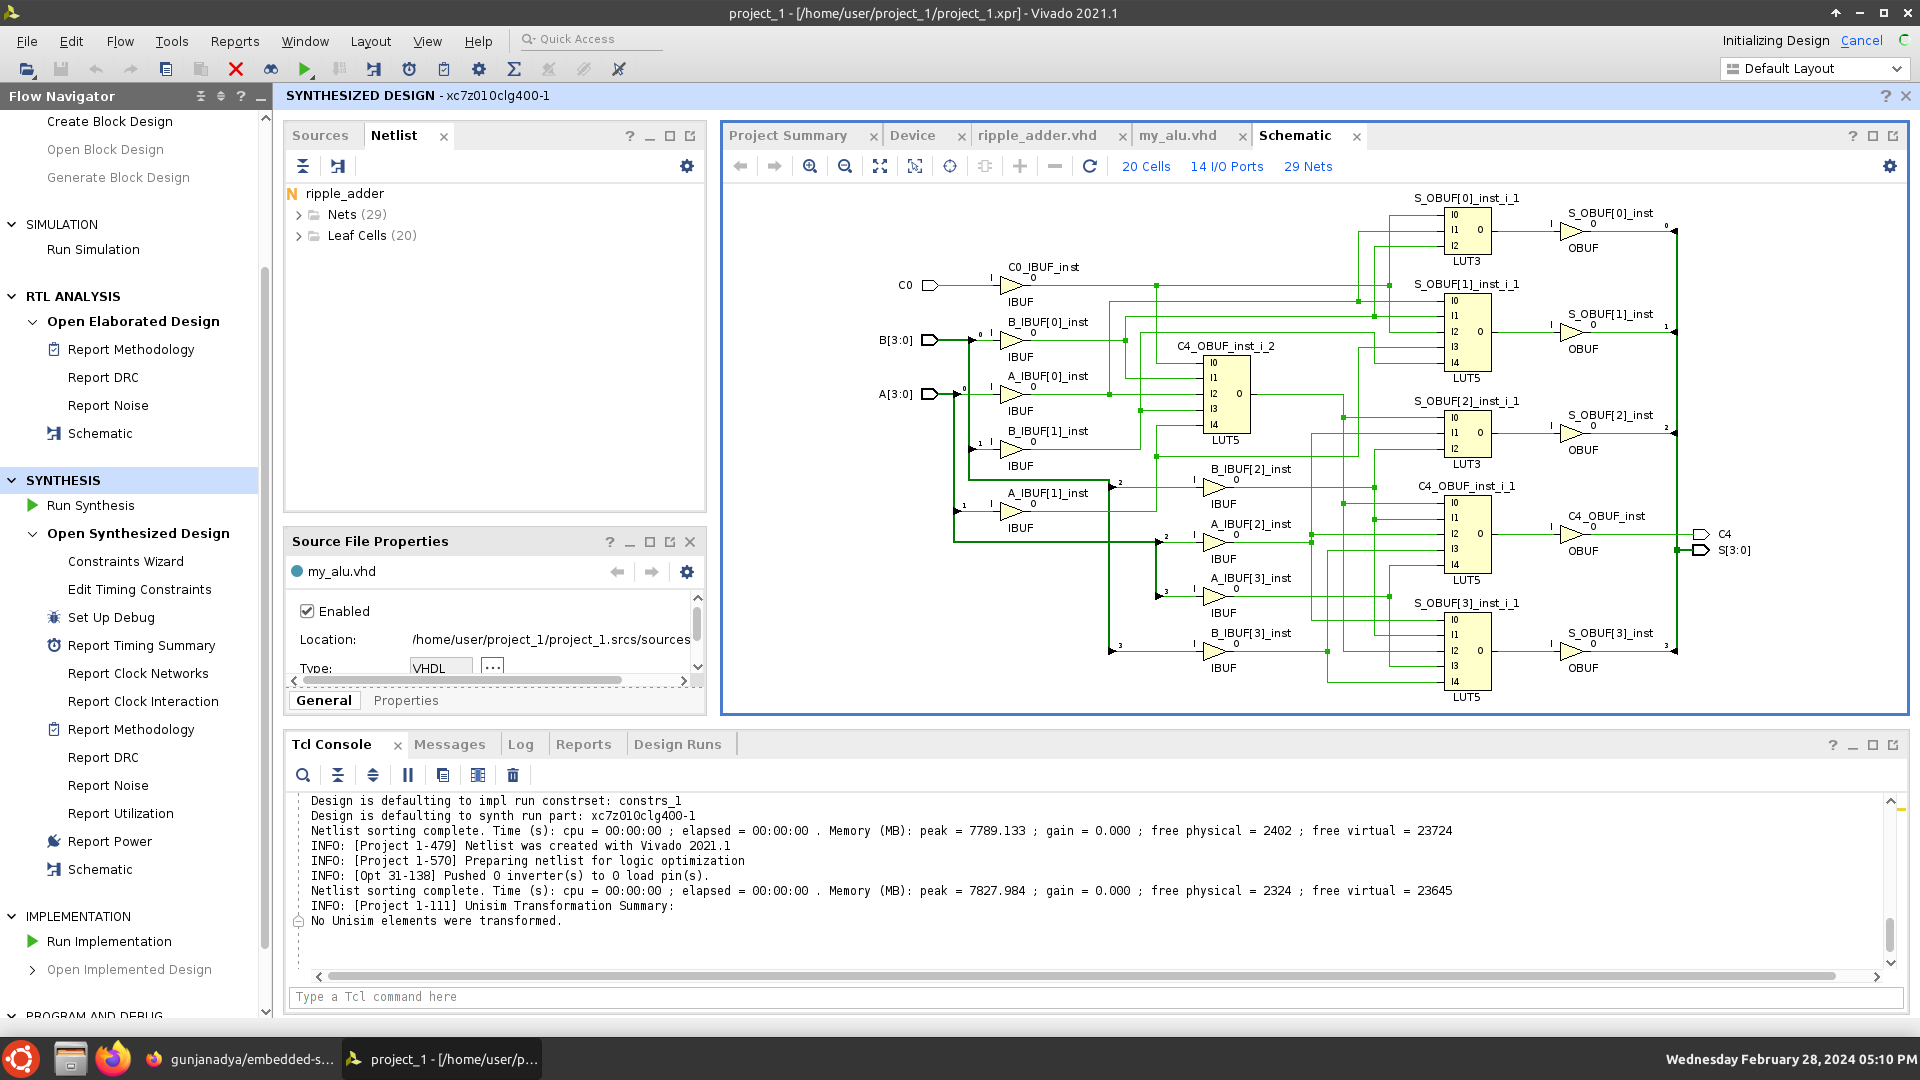 project_1 - [/home/user/project_1/project_1.xpr] - Vivado 2021.1
File Edit Flow Tools Reports Window Layout View Help Quick Access
Initializing Design Cancel
Default Layout
Flow Navigator
SYNTHESIZED DESIGN - xc7z010clg400-1
Create Block Design
Open Block Design
Generate Block Design
SIMULATION
Run Simulation
RTL ANALYSIS
Open Elaborated Design
Report Methodology
Report DRC
Report Noise
Schematic
SYNTHESIS
Run Synthesis
Open Synthesized Design
Constraints Wizard
Edit Timing Constraints
Set Up Debug
Report Timing Summary
Report Clock Networks
Report Clock Interaction
Report Methodology
Report DRC
Report Noise
Report Utilization
Report Power
Schematic
IMPLEMENTATION
Run Implementation
Open Implemented Design
PROGRAM AND DEBUG
Sources Netlist
N ripple_adder
Nets (29)
Leaf Cells (20)
Source File Properties
my_alu.vhd
Enabled
Location: /home/user/project_1/project_1.srcs/sources
Type: VHDL ...
General Properties
Project Summary Device ripple_adder.vhd my_alu.vhd Schematic
20 Cells 14 I/O Ports 29 Nets
C0
B[3:0]
A[3:0]
C0_IBUF_inst
I O
IBUF
B_IBUF[0]_inst
0 I O
IBUF
A_IBUF[0]_inst
0 I O
IBUF
B_IBUF[1]_inst
1 I O
IBUF
A_IBUF[1]_inst
1 I O
IBUF
C4_OBUF_inst_i_2
I0
I1
I2 O
I3
I4
LUT5
B_IBUF[2]_inst
2 I O
IBUF
A_IBUF[2]_inst
2 I O
IBUF
A_IBUF[3]_inst
3 I O
IBUF
B_IBUF[3]_inst
3 I O
IBUF
S_OBUF[0]_inst_i_1
I0
I1 O
I2
LUT3
S_OBUF[1]_inst_i_1
I0
I1
I2 O
I3
I4
LUT5
S_OBUF[2]_inst_i_1
I0
I1 O
I2
LUT3
C4_OBUF_inst_i_1
I0
I1
I2 O
I3
I4
LUT5
S_OBUF[3]_inst_i_1
I0
I1
I2 O
I3
I4
LUT5
S_OBUF[0]_inst
I O 0
OBUF
S_OBUF[1]_inst
I O 1
OBUF
S_OBUF[2]_inst
I O 2
OBUF
C4_OBUF_inst
I O
OBUF
S_OBUF[3]_inst
I O 3
OBUF
C4
S[3:0]
Tcl Console Messages Log Reports Design Runs
Design is defaulting to impl run constrset: constrs_1
Design is defaulting to synth run part: xc7z010clg400-1
Netlist sorting complete. Time (s): cpu = 00:00:00 ; elapsed = 00:00:00 . Memory (MB): peak = 7789.133 ; gain = 0.000 ; free physical = 2402 ; free virtual = 23724
INFO: [Project 1-479] Netlist was created with Vivado 2021.1
INFO: [Project 1-570] Preparing netlist for logic optimization
INFO: [Opt 31-138] Pushed 0 inverter(s) to 0 load pin(s).
Netlist sorting complete. Time (s): cpu = 00:00:00 ; elapsed = 00:00:00 . Memory (MB): peak = 7827.984 ; gain = 0.000 ; free physical = 2324 ; free virtual = 23645
INFO: [Project 1-111] Unisim Transformation Summary:
No Unisim elements were transformed.
Type a Tcl command here
gunjanadya/embedded-s...
project_1 - [/home/user/p...
Wednesday February 28, 2024 05:10 PM